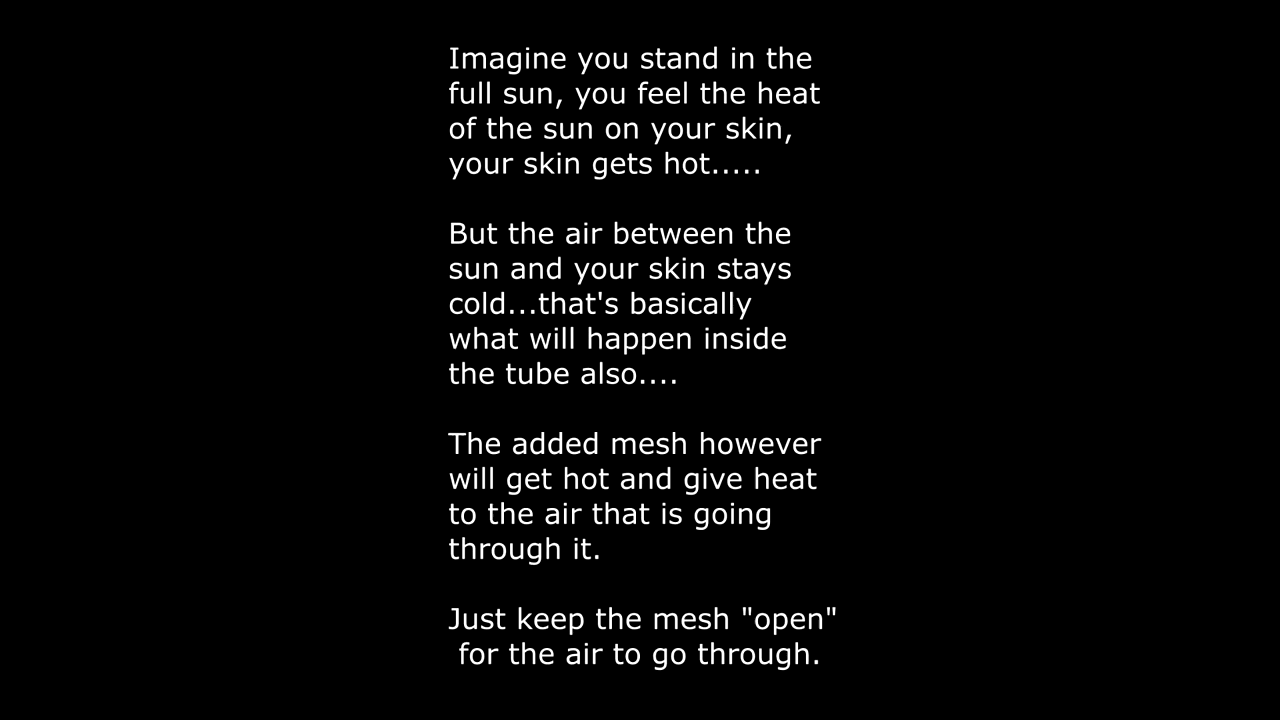 Imagine you stand in the
full sun, you feel the heat
of the sun on your skin,
your skin gets hot.....
But the air between the
sun and your skin stays
cold...that's basically
what will happen inside
the tube also....
The added mesh however
will get hot and give heat
to the air that is going
through it.
Just keep the mesh "open"
for the air to go through.